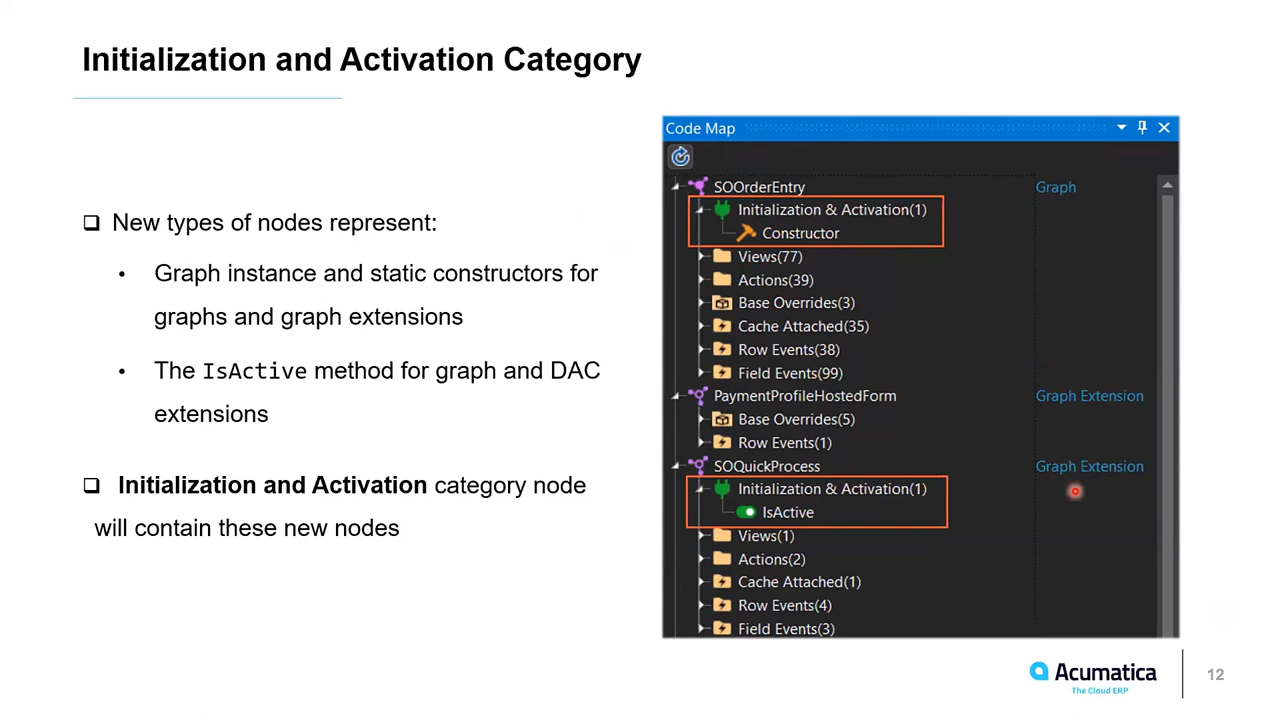 Initialization and Activation Category
New types of nodes represent:
Graph instance and static constructors for
graphs and graph extensions
The IsActive method for graph and DAC
extensions
Initialization and Activation category node
will contain these new nodes
Code Map
SOOrderEntry Graph
Initialization & Activation(1)
Constructor
Views(77)
Actions(39)
Base Overrides(3)
Cache Attached(35)
Row Events(38)
Field Events(99)
PaymentProfileHostedForm Graph Extension
Base Overrides(5)
Row Events(1)
SOQuickProcess Graph Extension
Initialization & Activation(1)
IsActive
Views(1)
Actions(2)
Cache Attached(1)
Row Events(4)
Field Events(3)
Acumatica
The Cloud ERP
12